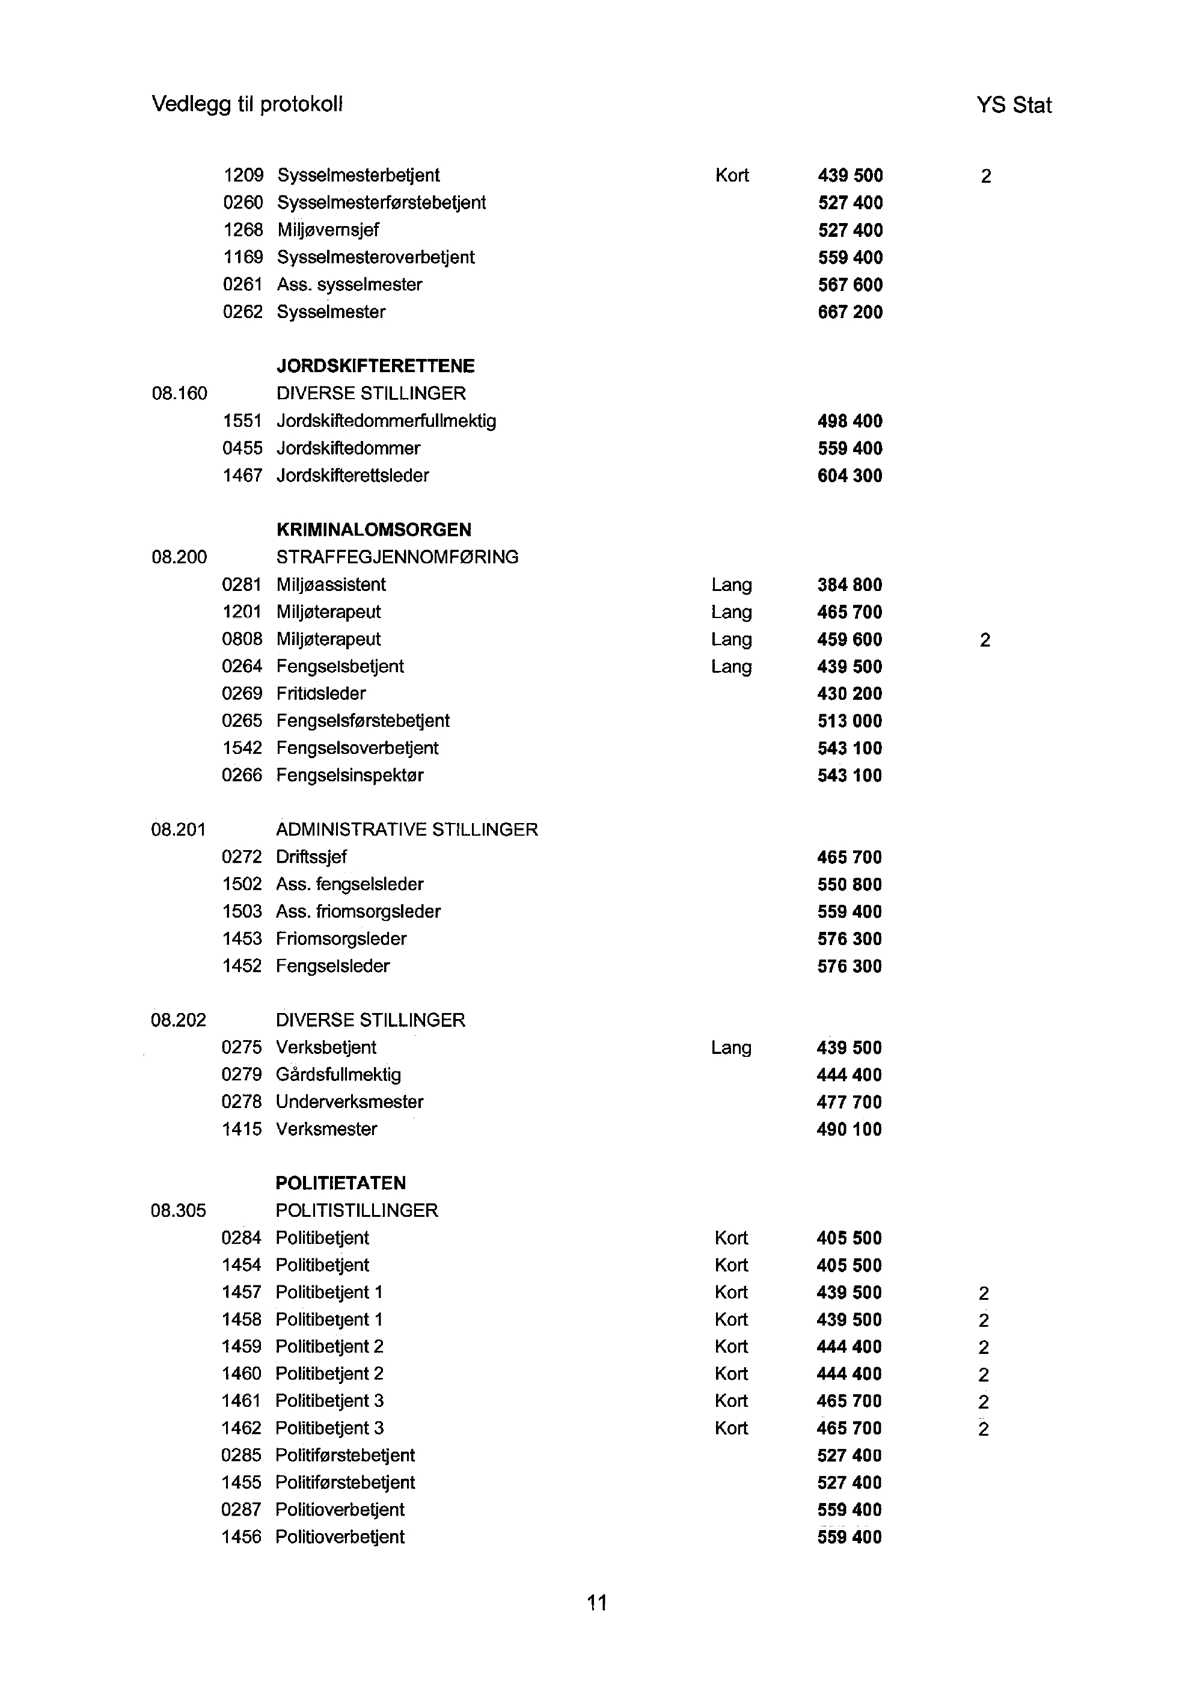 Vedlegg til protokoll YS Stat
1209 Sysselmesterbetjent Kort 439 500 2
0260 Sysselmesterførstebetjent 527 400
1268 Miljøvernsjef 527 400
1169 Sysselmesteroverbetjent 559 400
0261 Ass. sysselmester 567 600
0262 Sysselmester 667 200
JORDSKIFTERETTENE
08.160 DIVERSE STILLINGER
1551 Jordskiftedommerfullmektig 498 400
0455 Jordskiftedommer 559 400
1467 Jordskifterettsleder 604 300
KRIMINALOMSORGEN
08.200 STRAFFEGJENNOMFØRING
0281 Miljøassistent Lang 384 800
1201 Miljøterapeut Lang 465 700
0808 Miljøterapeut Lang 459 600 2
0264 Fengselsbetjent Lang 439 500
0269 Fritidsleder 430 200
0265 Fengselsførstebetjent 513 000
1542 Fengselsoverbetjent 543 100
0266 Fengselsinspektør 543 100
08.201 ADMINISTRATIVE STILLINGER
0272 Driftssjef 465 700
1502 Ass. fengselsleder 550 800
1503 Ass. friomsorgsleder 559 400
1453 Friomsorgsleder 576 300
1452 Fengselsleder 576 300
08.202 DIVERSE STILLINGER
0275 Verksbetjent Lang 439 500
0279 Gårdsfullmektig 444 400
0278 Underverksmester 477 700
1415 Verksmester 490 100
POLITIETATEN
08.305 POLITISTILLINGER
0284 Politibetjent Kort 405 500
1454 Politibetjent Kort 405 500
1457 Politibetjent 1 Kort 439 500 2
1458 Politibetjent 1 Kort 439 500 2
1459 Politibetjent 2 Kort 444 400 2
1460 Politibetjent 2 Kort 444 400 2
1461 Politibetjent 3 Kort 465 700 2
1462 Politibetjent 3 Kort 465 700 2
0285 Politiførstebetjent 527 400
1455 Politiførstebetjent 527 400
0287 Politioverbetjent 559 400
1456 Politioverbetjent 559 400
11